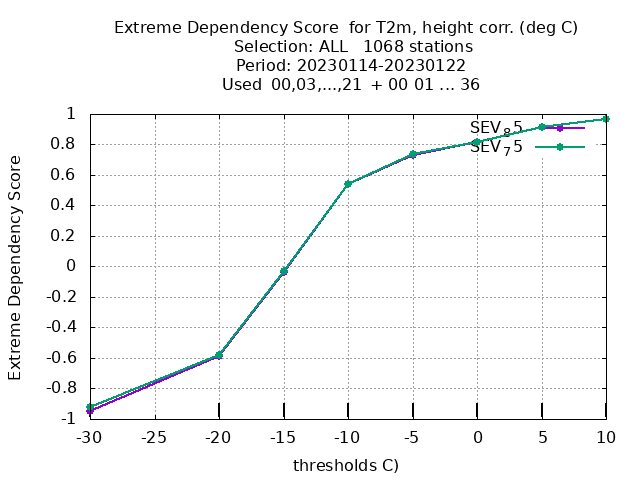 Extreme Dependency Score  for T2m, height corr. (deg C)
Selection: ALL   1068 stations
Period: 20230114-20230122
Used  00,03,...,21  + 00 01 ... 36
Extreme Dependency Score
1
0.8
0.6
0.4
0.2
0
-0.2
-0.4
-0.6
-0.8
-1
SEV85
SEV75
-30 -25 -20 -15 -10 -5 0 5 10
thresholds C)